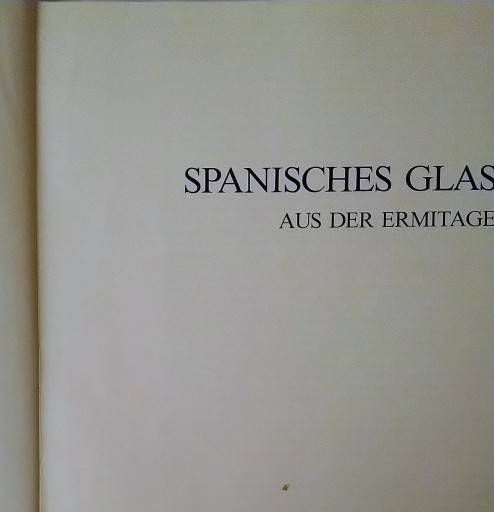 SPANISCHES GLAS
AUS DER ERMITAGE